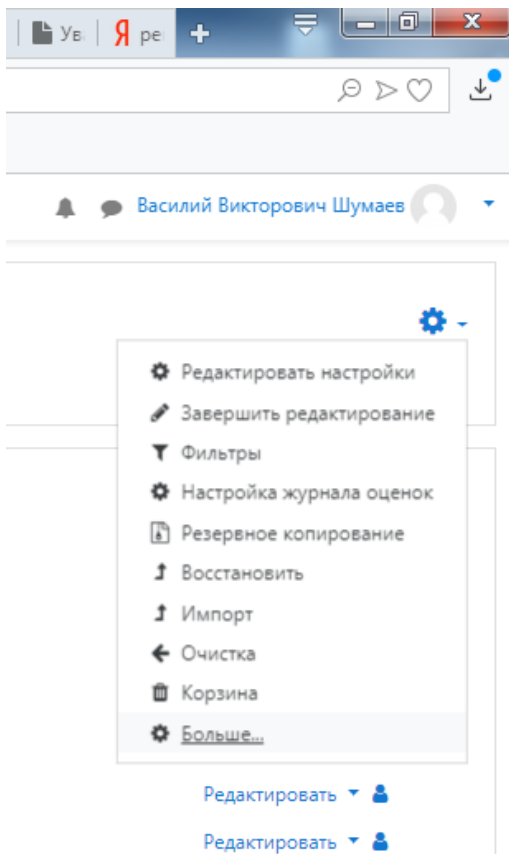 Ув Я ре
Василий Викторович Шумаев
Редактировать настройки
Завершить редактирование
Фильтры
Настройка журнала оценок
Резервное копирование
Восстановить
Импорт
Очистка
Корзина
Больше...
Редактировать
Редактировать